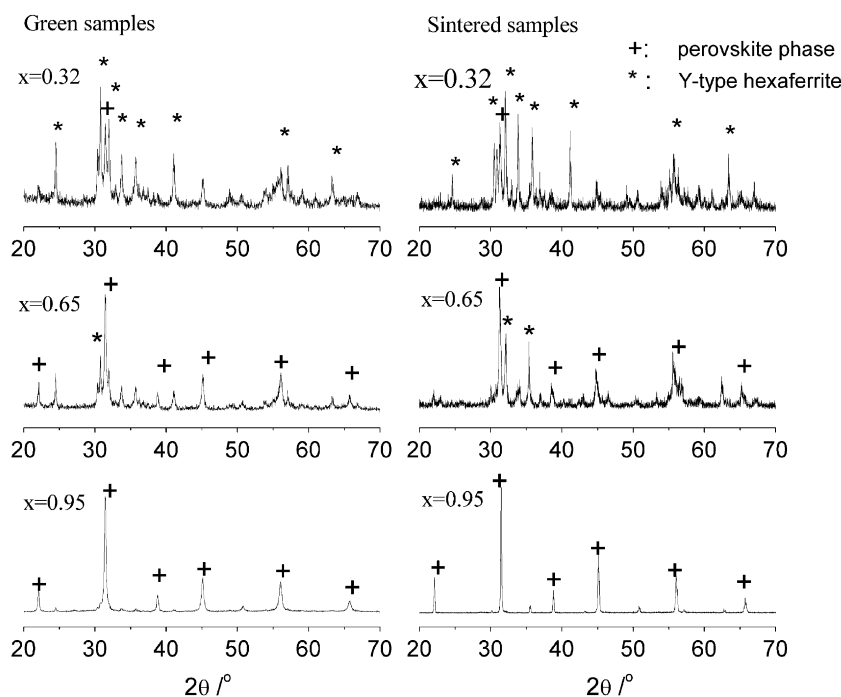 Green samples
Sintered samples
+: perovskite phase
* : Y-type hexaferrite
x=0.32
x=0.32
20 30 40 50 60 70
20 30 40 50 60 70
x=0.65
x=0.65
20 30 40 50 60 70
20 30 40 50 60 70
x=0.95
x=0.95
20 30 40 50 60 70
20 30 40 50 60 70
2θ /°
2θ /°